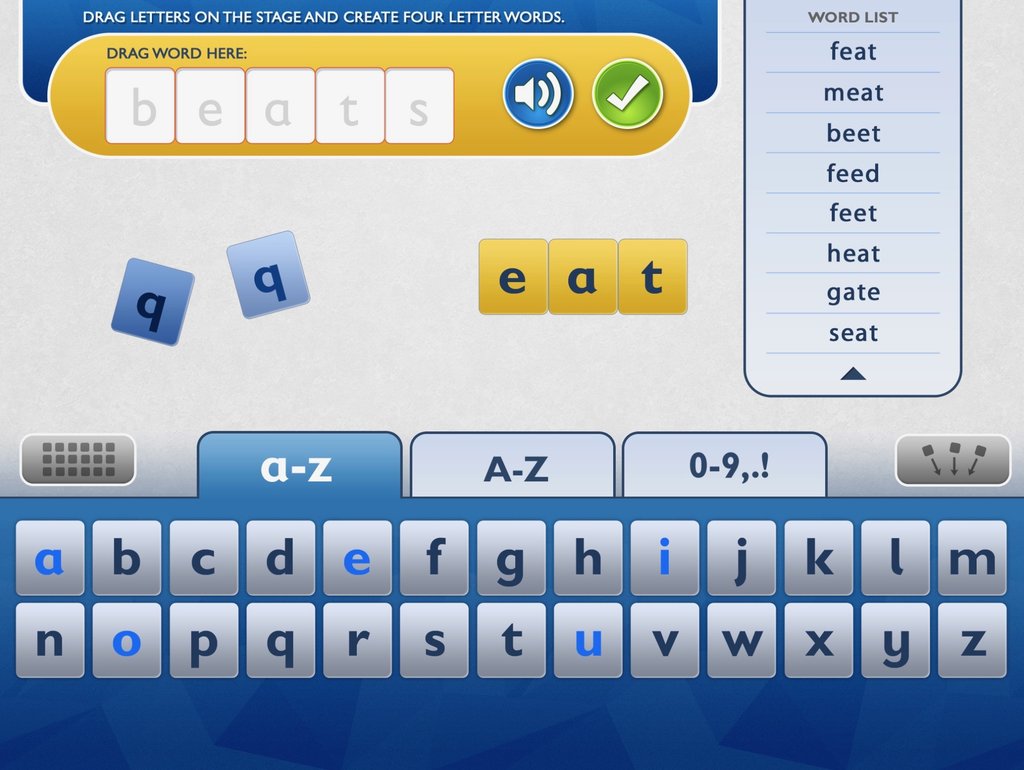 DRAG LETTERS ON THE STAGE AND CREATE FOUR LETTER WORDS.
DRAG WORD HERE:
b e a t s
WORD LIST
feat
meat
beet
feed
feet
heat
gate
seat
q q
e a t
a-z A-Z 0-9,.!
a b c d e f g h i j k l m
n o p q r s t u v w x y z